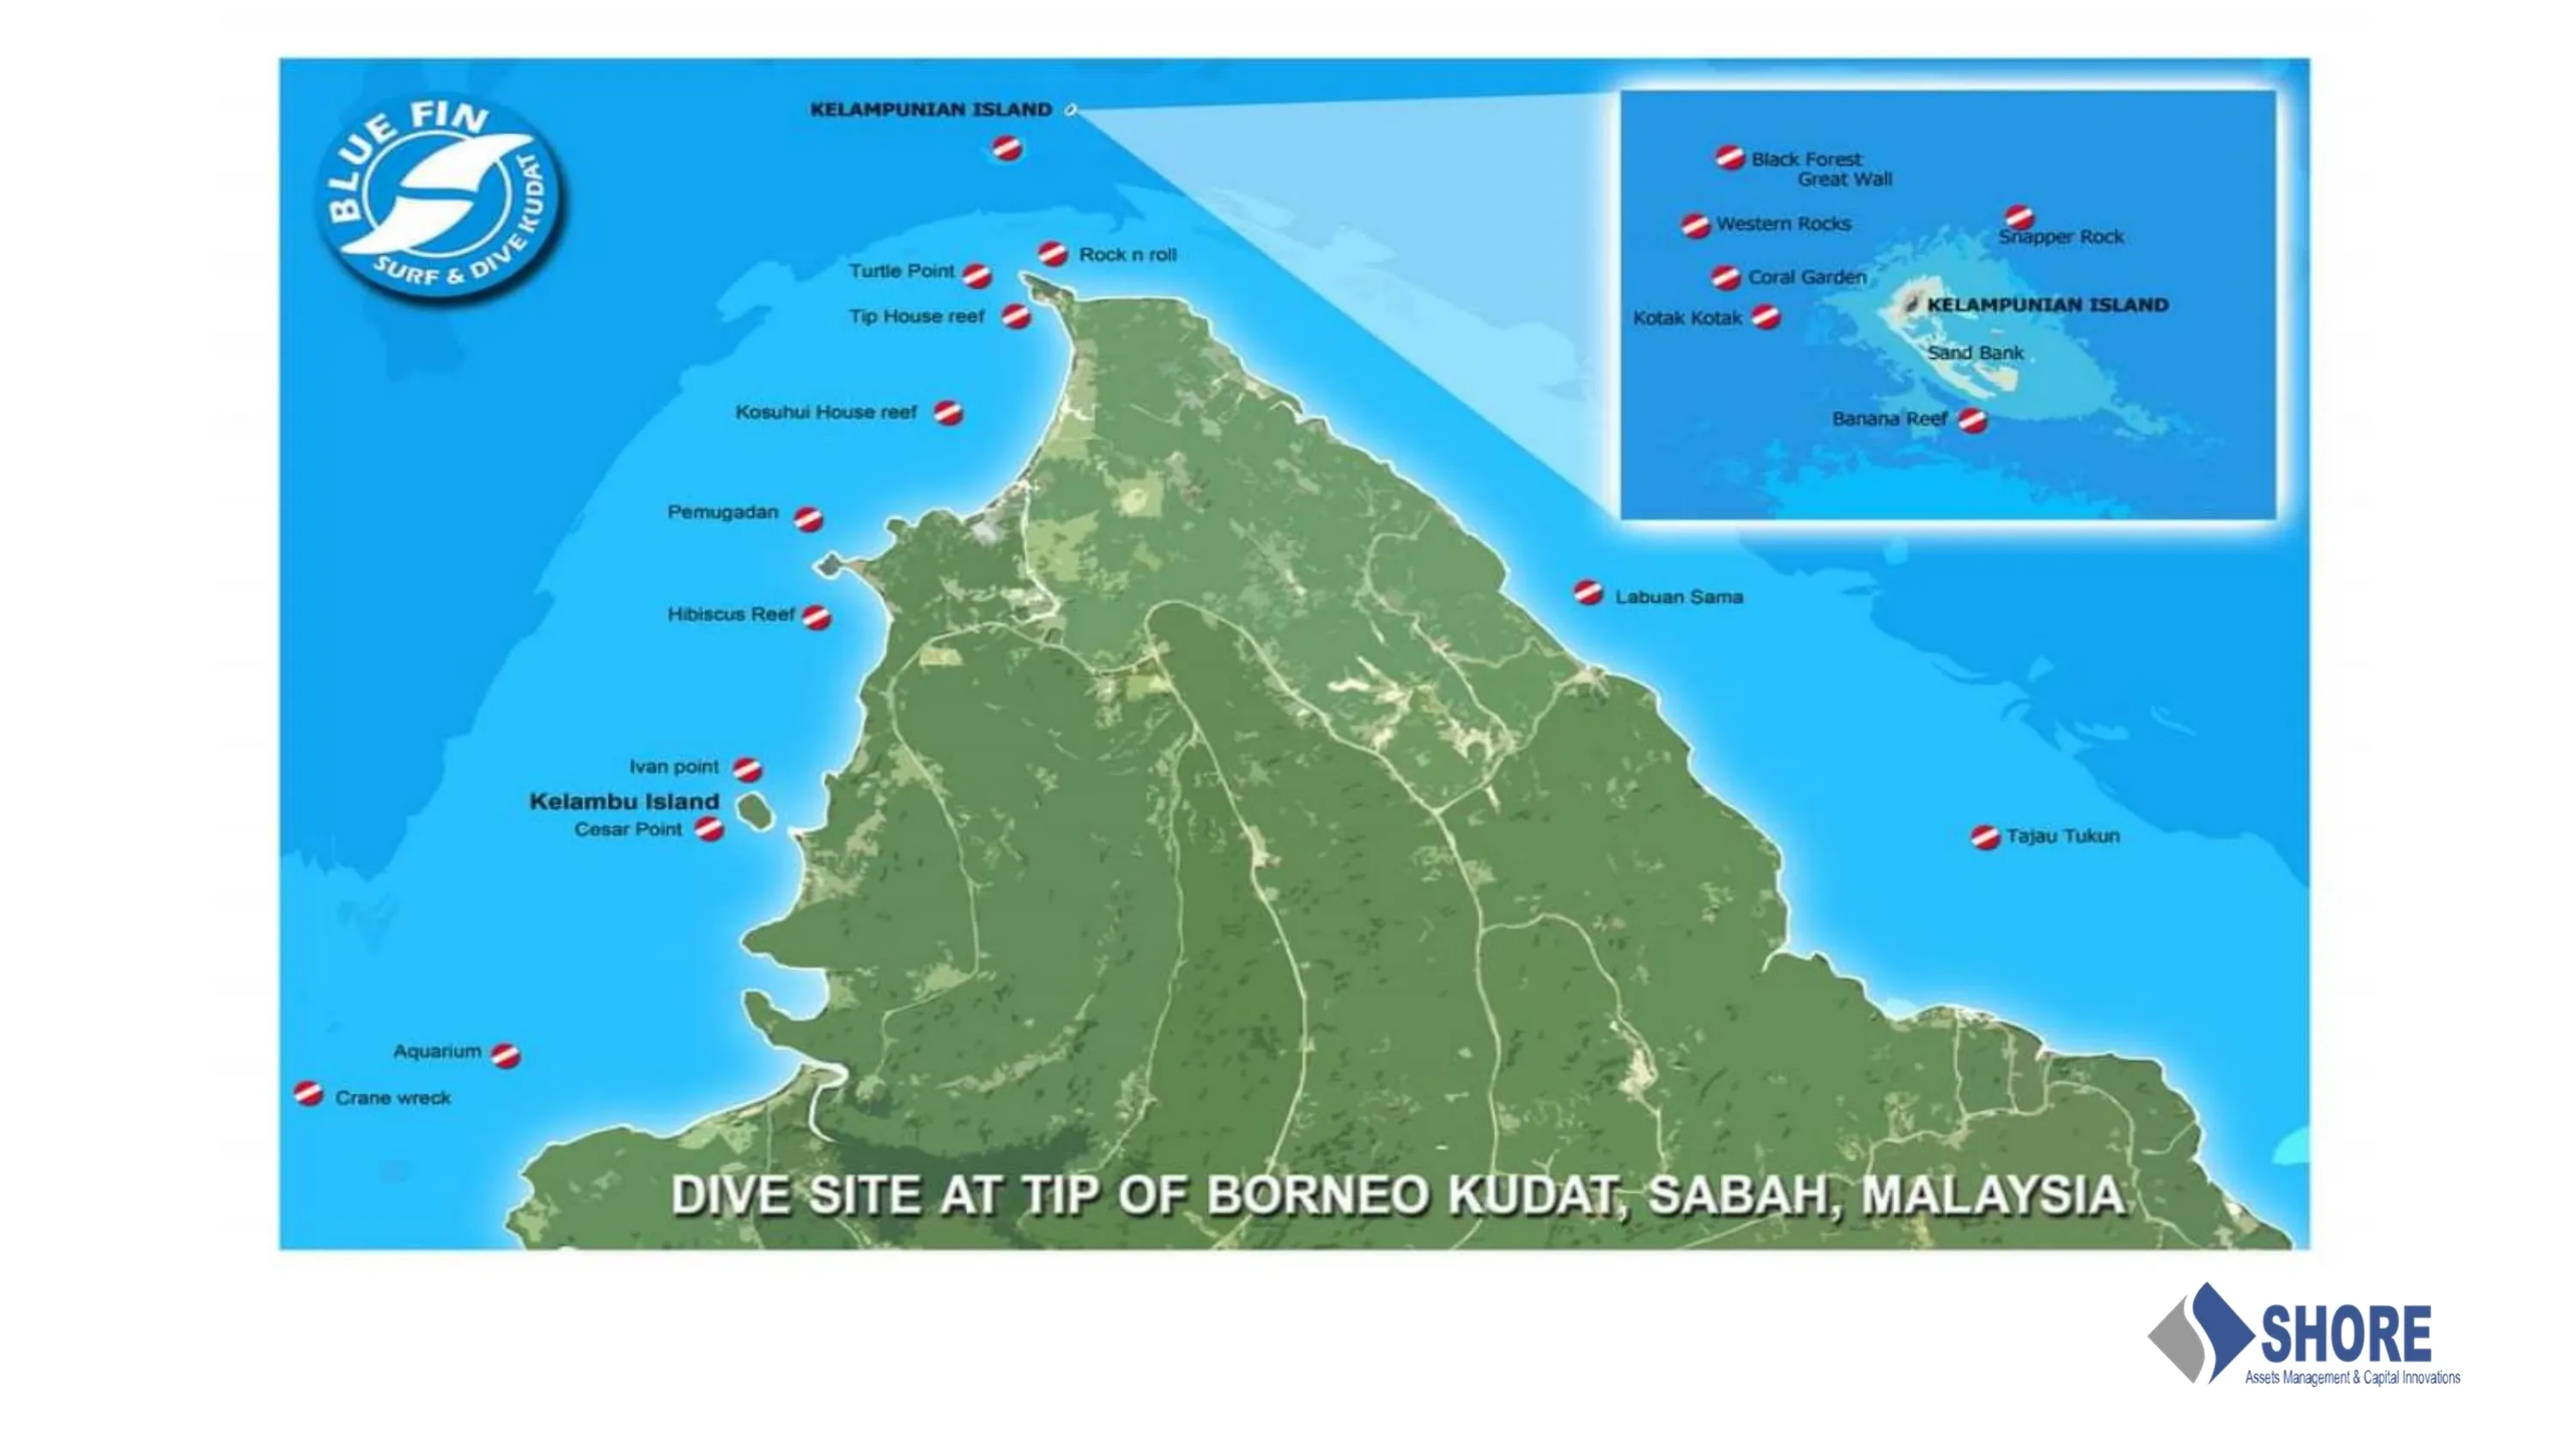 BLUE FIN
SURF & DIVE KUDAT
KELAMPUNIAN ISLAND
Rock n roll
Turtle Point
Tip House reef
Kosuhui House reef
Pemugadan
Hibiscus Reef
Ivan point
Kelambu Island
Cesar Point
Aquarium
Crane wreck
Black Forest
Great Wall
Western Rocks
Snapper Rock
Coral Garden
KELAMPUNIAN ISLAND
Kotak Kotak
Sand Bank
Banana Reef
Labuan Sama
Tajau Tukun
DIVE SITE AT TIP OF BORNEO KUDAT, SABAH, MALAYSIA
SHORE
Assets Management & Capital Innovations